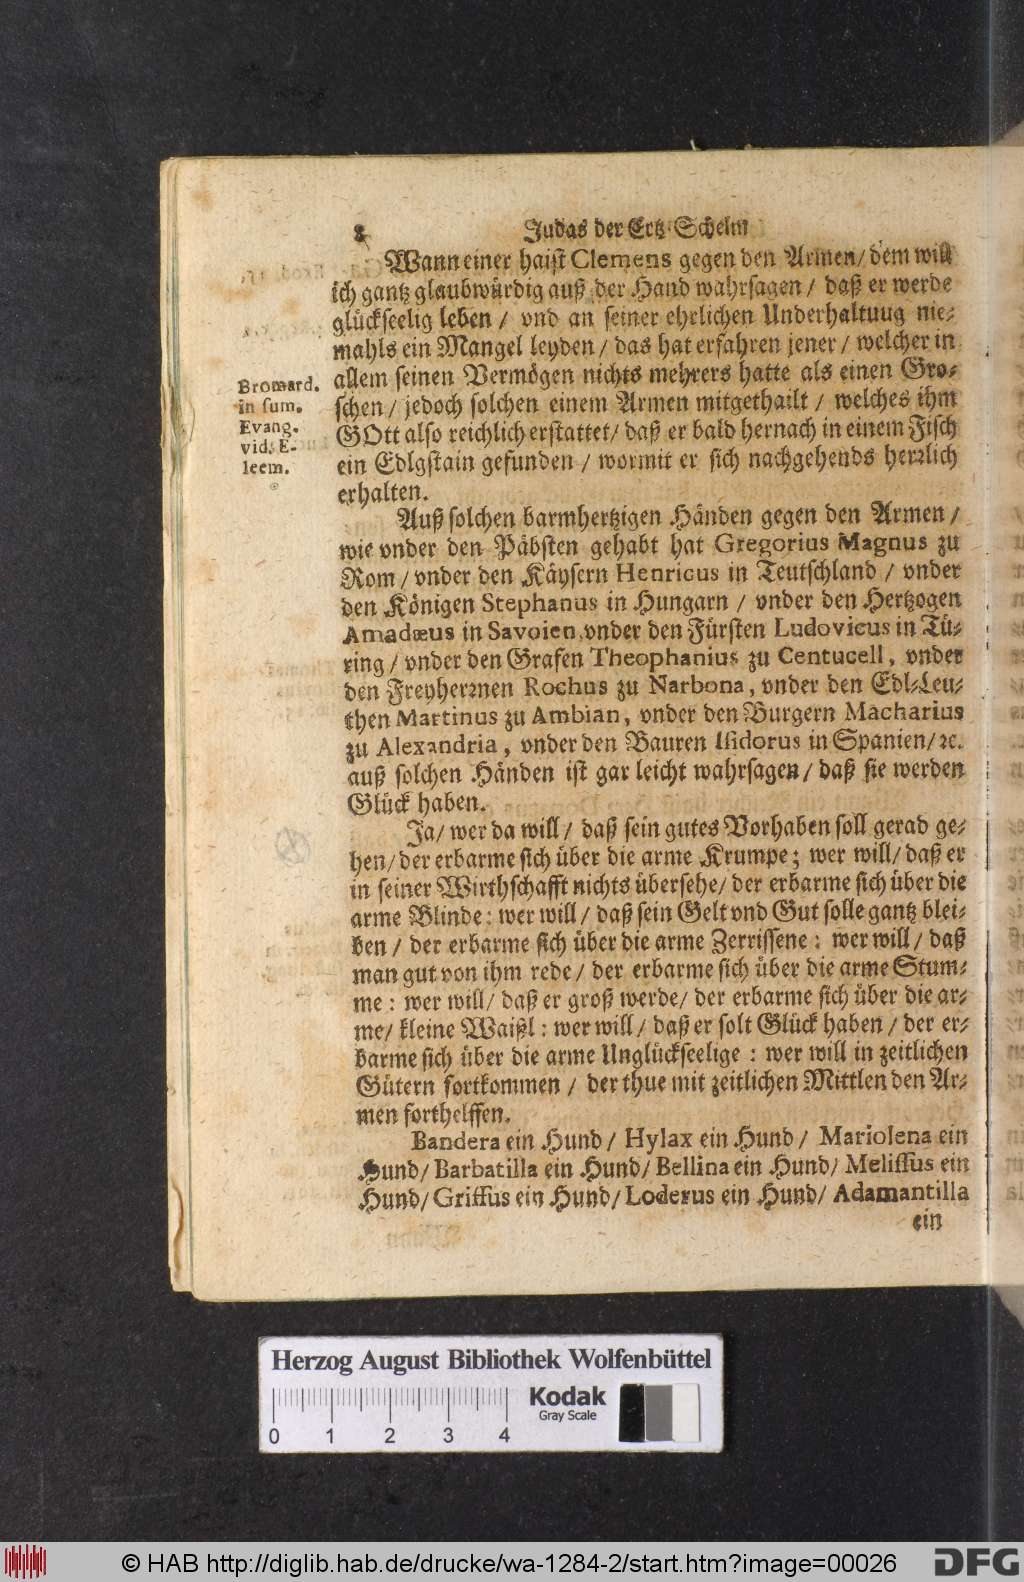 8 Judas der Ertz-Schelm
Wann einer haist Clemens gegen den Armen/ dem will
ich gantz glaubwürdig auß der Hand wahrsagen / daß er werde
glückseelig leben / vnd an seiner ehrlichen Underhaltuug nie-
mahls ein Mangel leyden / das hat erfahren jener / welcher in
allem seinen Vermögen nichts mehrers hatte als einen Gro-
schen / jedoch solchen einem Armen mitgethailt / welches ihm
GOtt also reichlich erstattet/ daß er bald hernach in einem Fisch
ein Edlgstain gefunden / wormit er sich nachgehends herrlich
erhalten.
Bromard.
in sum.
Evang.
vid. E-
leem.
Auß solchen barmhertzigen Händen gegen den Armen /
wie vnder den Päbsten gehabt hat Gregorius Magnus zu
Rom / vnder den Käysern Henricus in Teutschland / vnder
den Königen Stephanus in Hungarn / vnder den Hertzogen
Amadæus in Savoien, vnder den Fürsten Ludovicus in Tü-
ring / vnder den Grafen Theophanius zu Centucell, vnder
den Freyherrnen Rochus zu Narbona, vnder den Edl-Leu-
then Martinus zu Ambian, vnder den Burgern Macharius
zu Alexandria, vnder den Bauren Isidorus in Spanien/ ꝛc.
auß solchen Händen ist gar leicht wahrsagen / daß sie werden
Glück haben.
Ja/ wer da will / daß sein gutes Vorhaben soll gerad ge-
hen/ der erbarme sich über die arme Krumpe; wer will/ daß er
in seiner Wirthschafft nichts übersehe/ der erbarme sich über die
arme Blinde: wer will / daß sein Gelt vnd Gut solle gantz blei-
ben / der erbarme sich über die arme Zerrissene: wer will / daß
man gut von ihm rede / der erbarme sich über die arme Stum-
me: wer will/ daß er groß werde/ der erbarme sich über die ar-
me/ kleine Waißl: wer will / daß er solt Glück haben / der er-
barme sich über die arme Unglückseelige: wer will in zeitlichen
Gütern fortkommen / der thue mit zeitlichen Mittlen den Ar-
men forthelffen.
Bandera ein Hund / Hylax ein Hund / Mariolena ein
Hund/ Barbatilla ein Hund/ Bellina ein Hund/ Melissus ein
Hund/ Griffus ein Hund/ Loderus ein Hund/ Adamantilla
ein
Herzog August Bibliothek Wolfenbüttel
Kodak
Gray Scale
0 1 2 3 4
© HAB http://diglib.hab.de/drucke/wa-1284-2/start.htm?image=00026
DFG